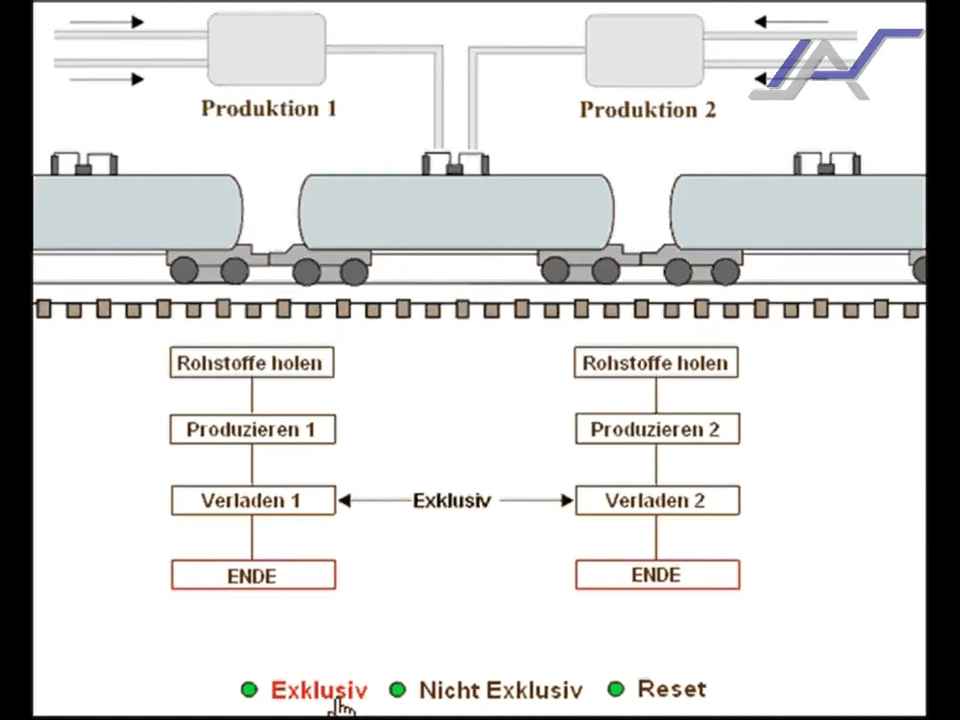 Produktion 1
Produktion 2
Rohstoffe holen
Rohstoffe holen
Produzieren 1
Produzieren 2
Verladen 1
Exklusiv
Verladen 2
ENDE
ENDE
Exklusiv
Nicht Exklusiv
Reset